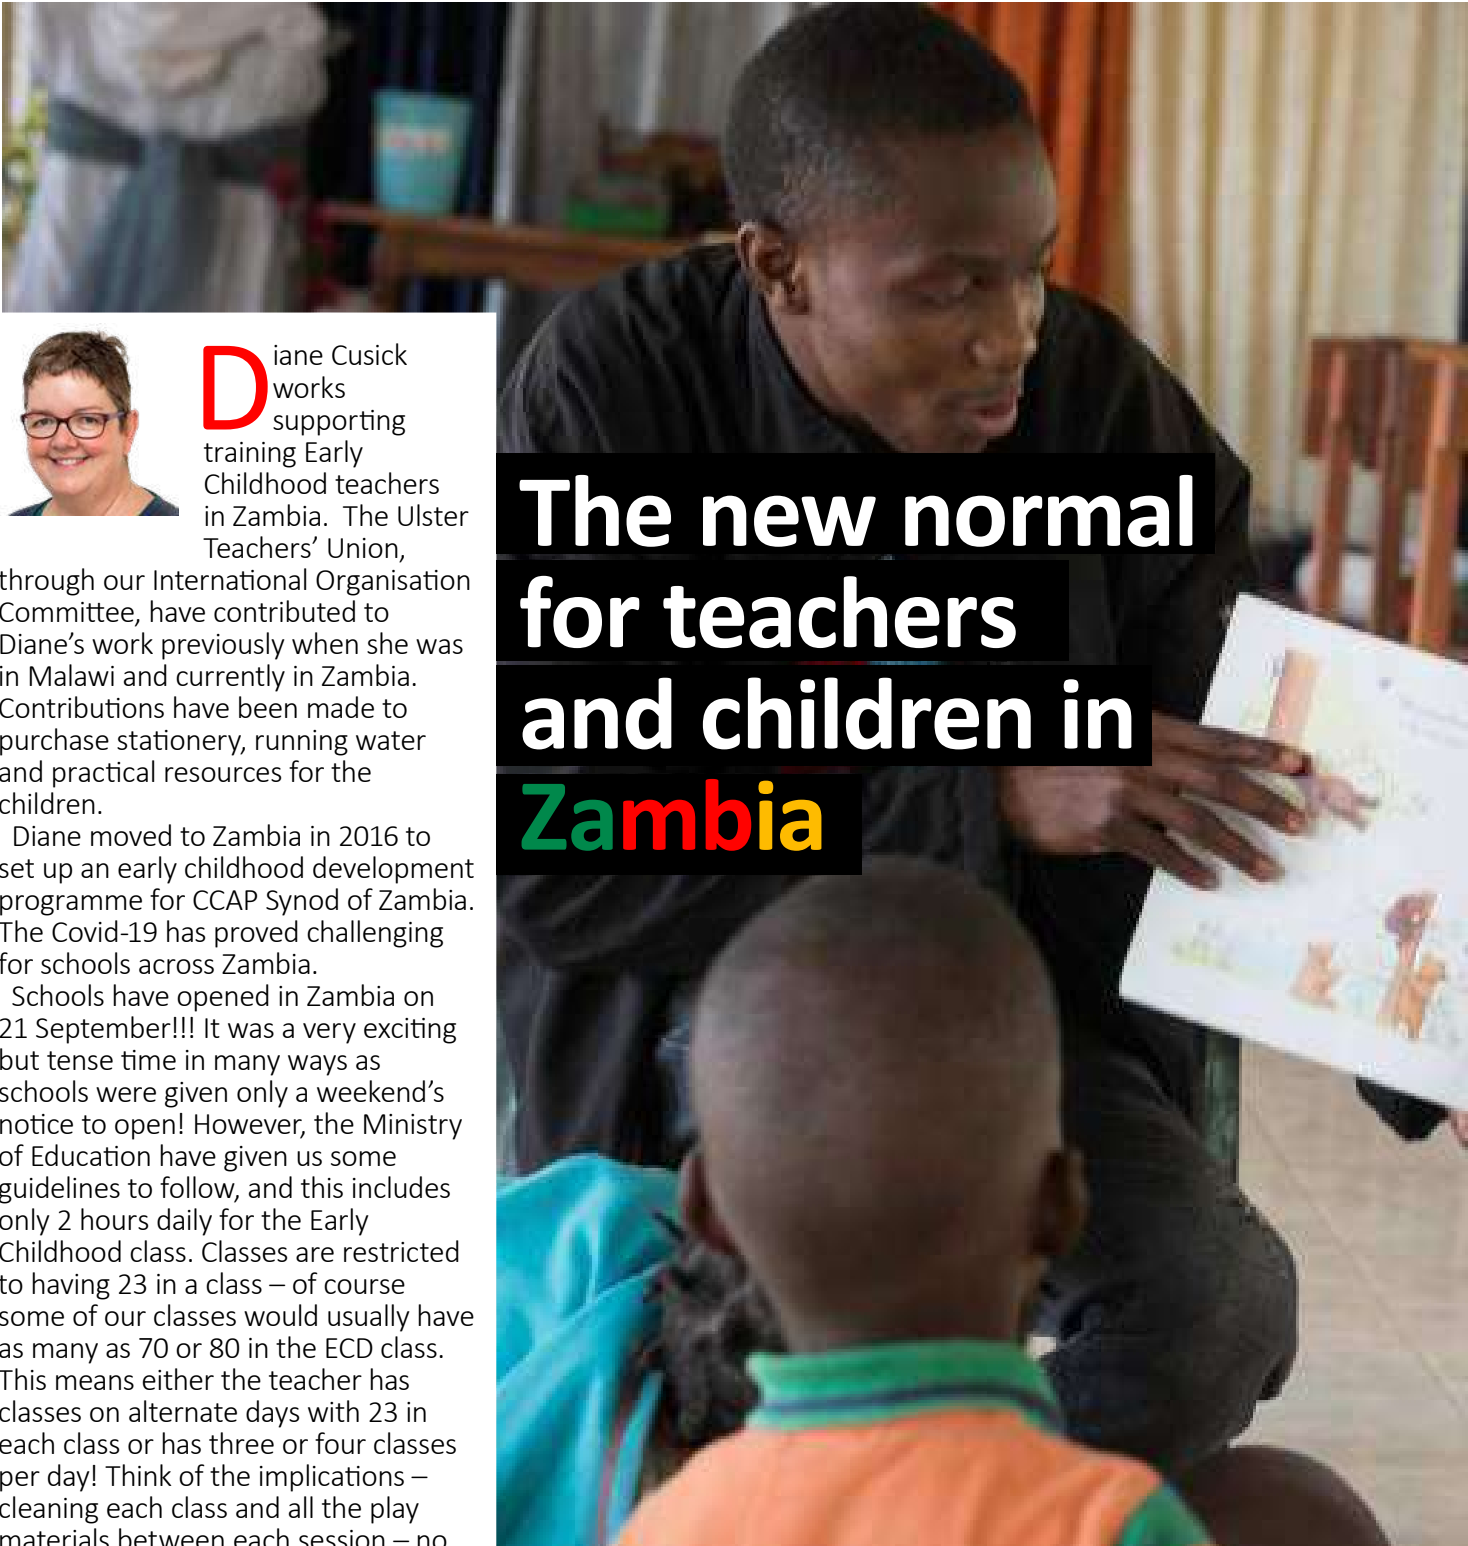 The new normal
for teachers
and children in
Zambia
Diane Cusick
works
supporting
training Early
Childhood teachers
in Zambia.  The Ulster
Teachers’ Union,
through our International Organisation
Committee, have contributed to
Diane’s work previously when she was
in Malawi and currently in Zambia.
Contributions have been made to
purchase stationery, running water
and practical resources for the
children.
Diane moved to Zambia in 2016 to
set up an early childhood development
programme for CCAP Synod of Zambia.
The Covid-19 has proved challenging
for schools across Zambia.
Schools have opened in Zambia on
21 September!!! It was a very exciting
but tense time in many ways as
schools were given only a weekend’s
notice to open! However, the Ministry
of Education have given us some
guidelines to follow, and this includes
only 2 hours daily for the Early
Childhood class. Classes are restricted
to having 23 in a class – of course
some of our classes would usually have
as many as 70 or 80 in the ECD class.
This means either the teacher has
classes on alternate days with 23 in
each class or has three or four classes
per day! Think of the implications –
cleaning each class and all the play
materials between each session – no